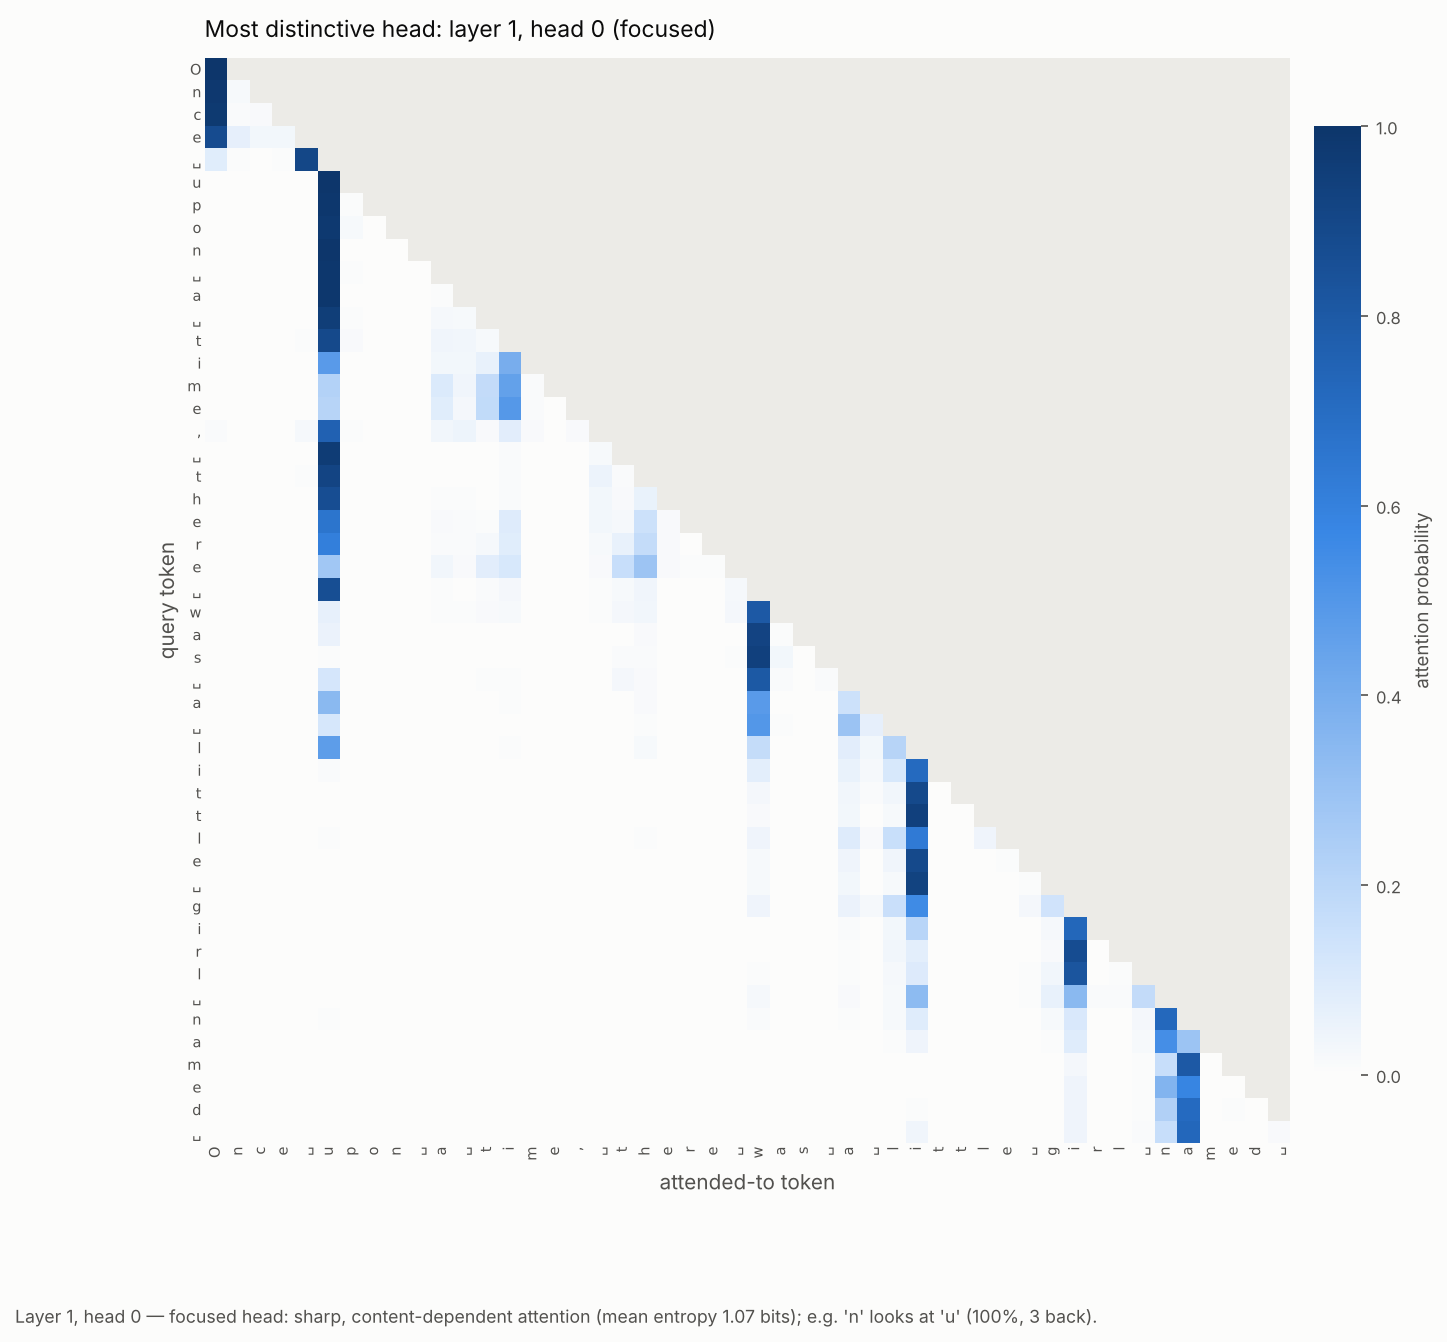 Most distinctive head: layer 1, head 0 (focused)
O
n
c
e
␣
u
p
o
n
␣
a
␣
t
i
m
e
,
␣
t
h
e
r
e
␣
w
a
s
␣
a
␣
l
i
t
t
l
e
␣
g
i
r
l
␣
n
a
m
e
d
␣
query token
O n c e ␣ u p o n ␣ a ␣ t i m e , ␣ t h e r e ␣ w a s ␣ a ␣ l i t t l e ␣ g i r l ␣ n a m e d ␣
attended-to token
1.0
0.8
0.6
0.4
0.2
0.0
attention probability
Layer 1, head 0 — focused head: sharp, content-dependent attention (mean entropy 1.07 bits); e.g. 'n' looks at 'u' (100%, 3 back).